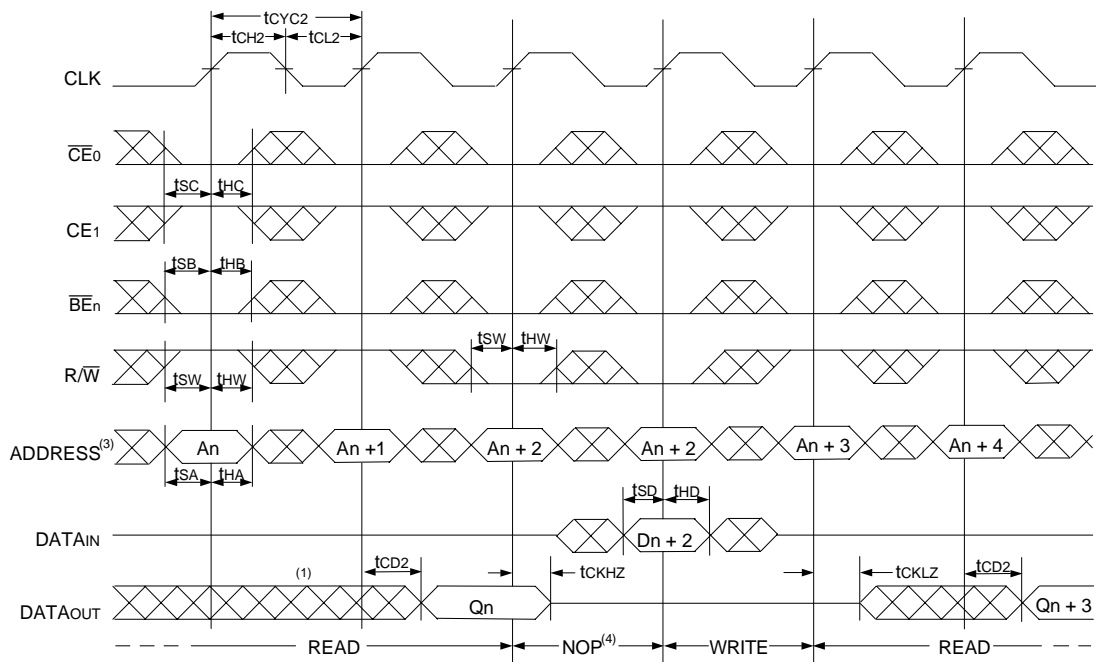 tCYC2
tCH2 tCL2
CLK
CE0
tSC tHC
CE1
tSB tHB
BEn
tSW tHW
R/W
tSW tHW
ADDRESS(3) An An +1 An + 2 An + 2 An + 3 An + 4
tSA tHA
tSD tHD
DATAIN Dn + 2
(1) tCD2 tCKHZ tCKLZ tCD2
DATAOUT Qn Qn + 3
READ NOP(4) WRITE READ